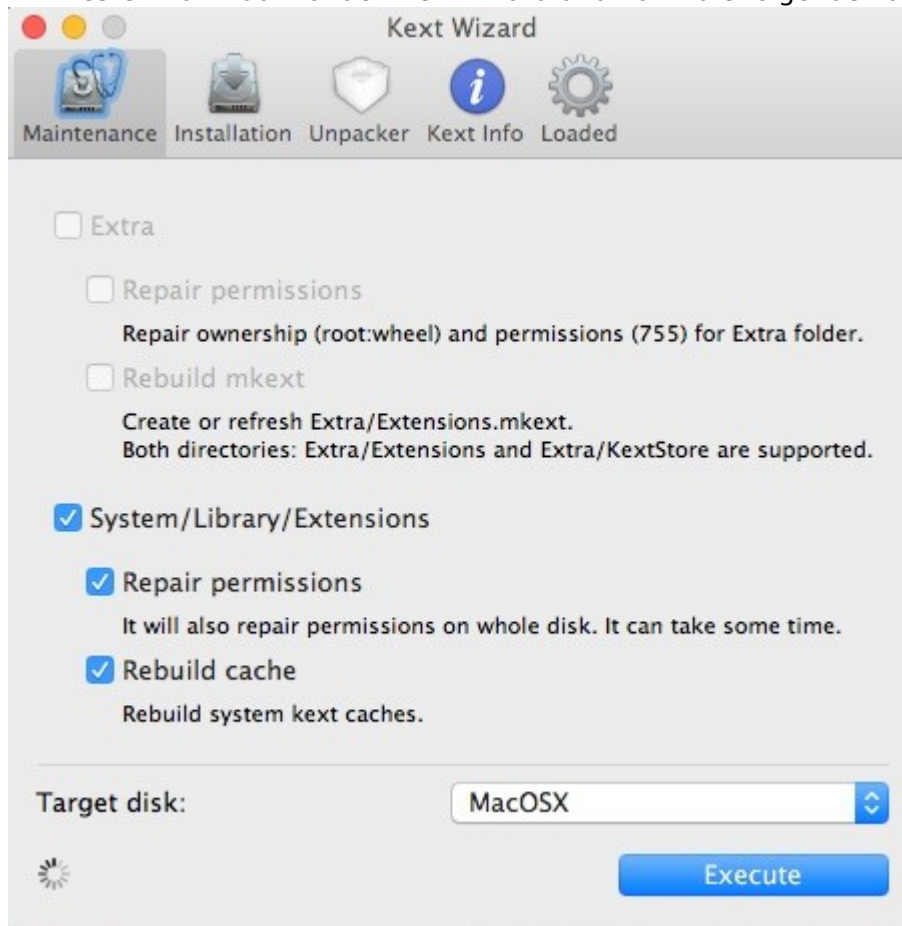 Kext Wizard
Maintenance Installation Unpacker Kext Info Loaded
Extra
Repair permissions
Repair ownership (root:wheel) and permissions (755) for Extra folder.
Rebuild mkext
Create or refresh Extra/Extensions.mkext.
Both directories: Extra/Extensions and Extra/KextStore are supported.
System/Library/Extensions
Repair permissions
It will also repair permissions on whole disk. It can take some time.
Rebuild cache
Rebuild system kext caches.
Target disk: MacOSX
Execute